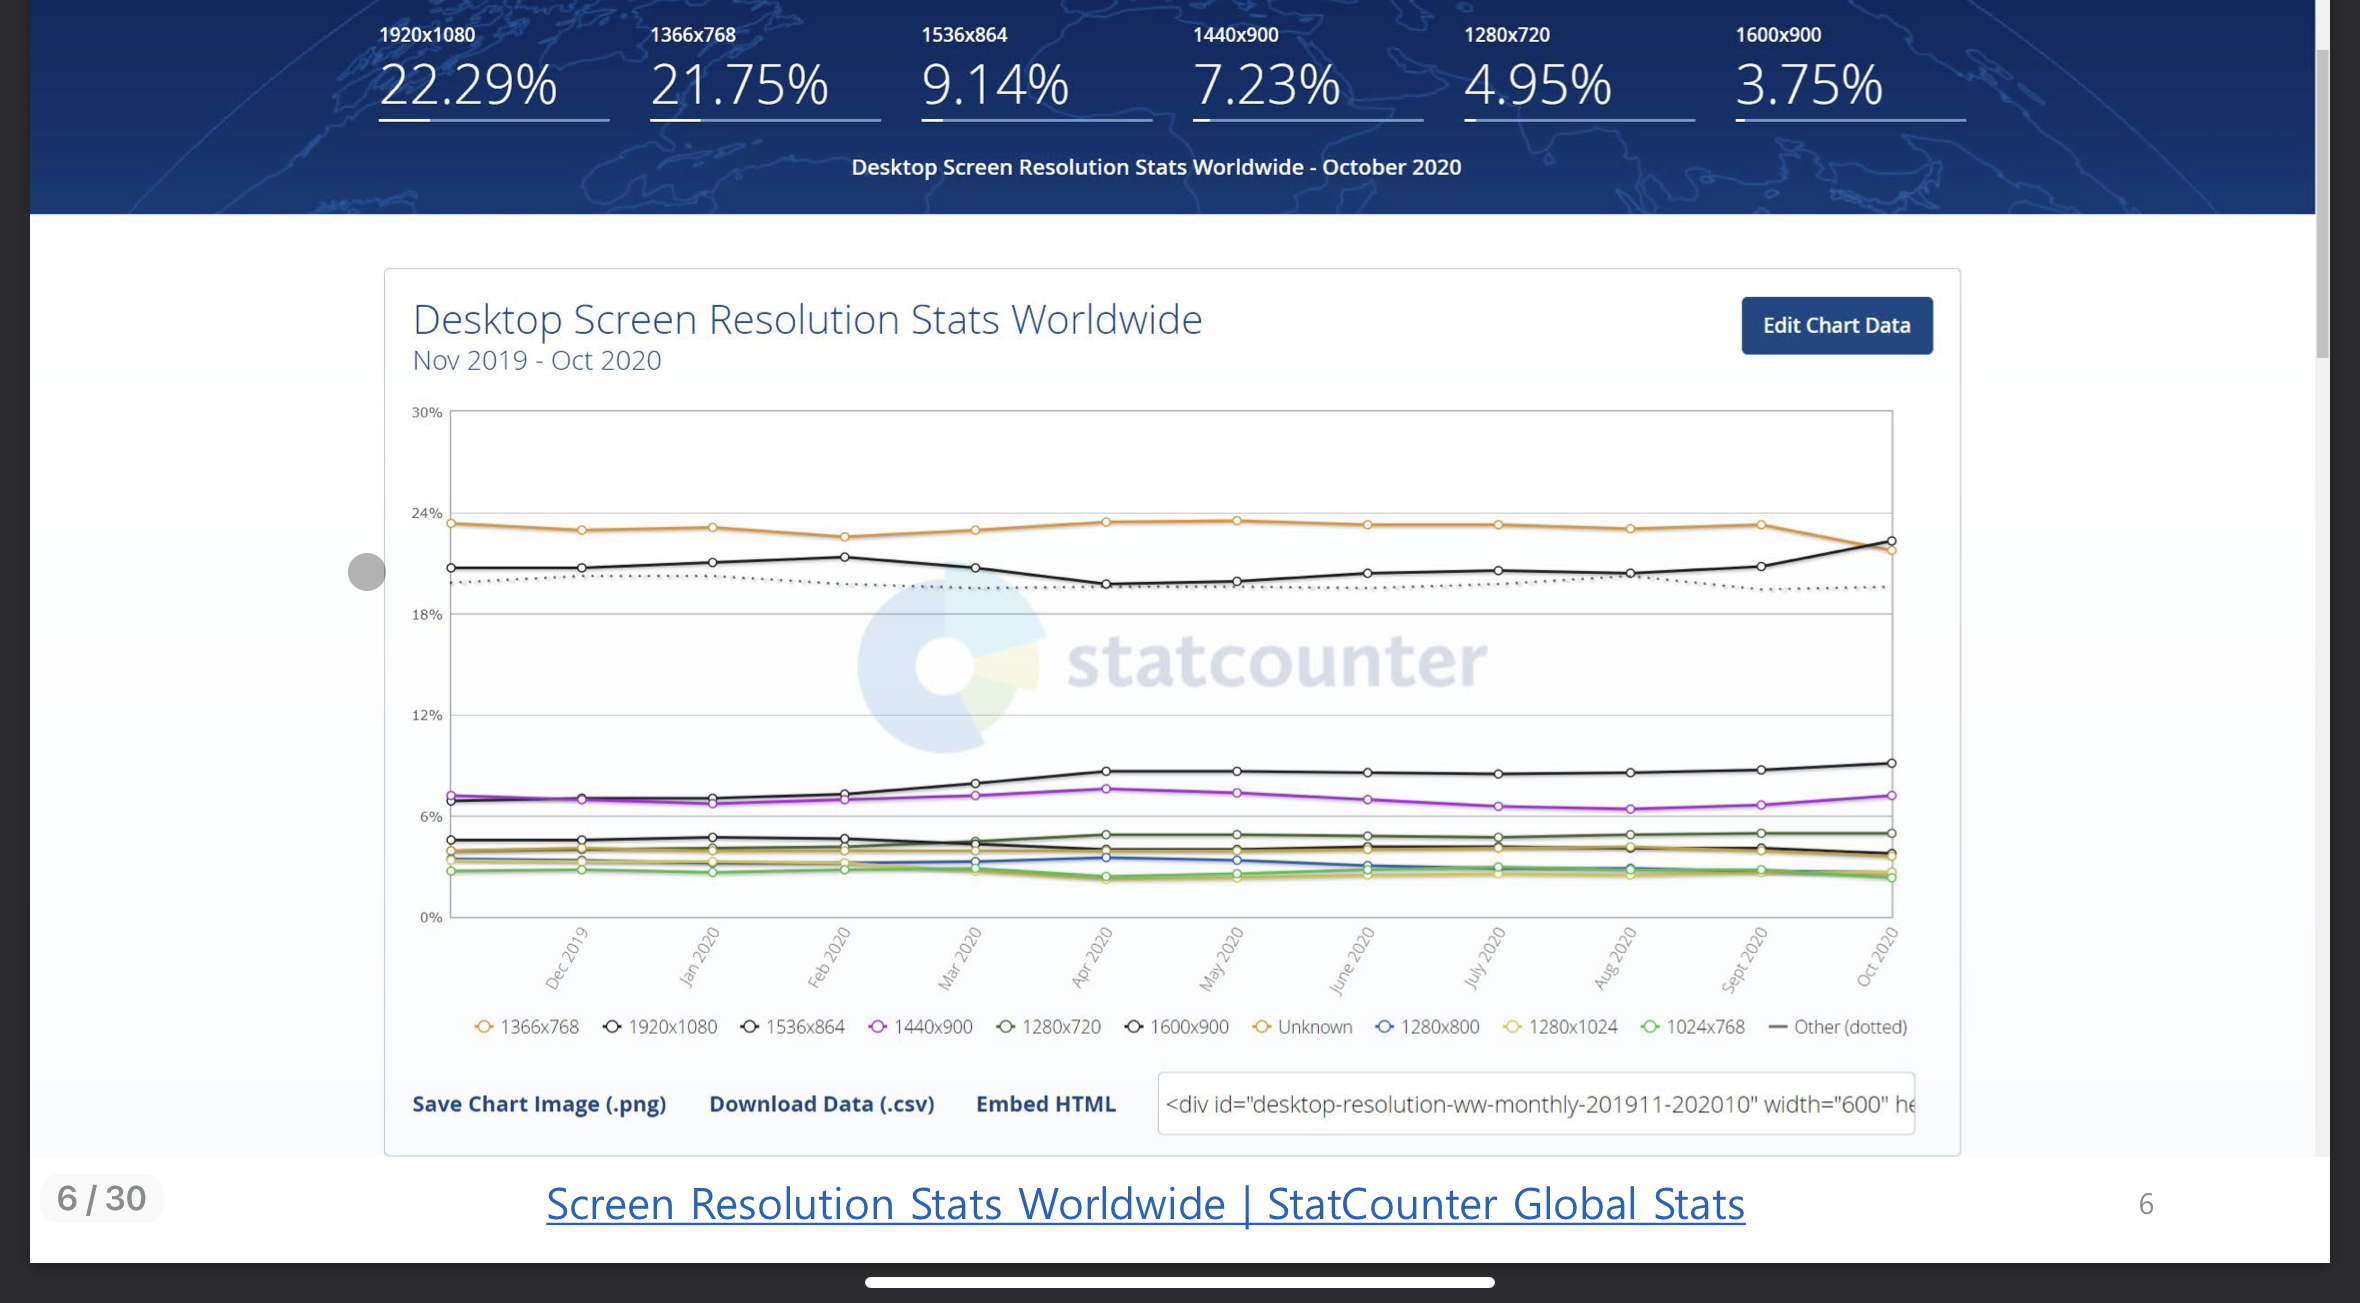 1920x1080 1366x768 1536x864 1440x900 1280x720 1600x900
22.29% 21.75% 9.14% 7.23% 4.95% 3.75%
Desktop Screen Resolution Stats Worldwide - October 2020
Desktop Screen Resolution Stats Worldwide
Edit Chart Data
Nov 2019 - Oct 2020
30%
24%
18%
statcounter
12%
6%
0%
Dec 2019 Jan 2020 Feb 2020 Mar 2020 Apr 2020 May 2020 June 2020 July 2020 Aug 2020 Sept 2020 Oct 2020
1366x768 1920x1080 1536x864 1440x900 1280x720 1600x900 Unknown 1280x800 1280x1024 1024x768 Other (dotted)
Save Chart Image (.png) Download Data (.csv) Embed HTML <div id="desktop-resolution-ww-monthly-201911-202010" width="600" he
6 / 30
Screen Resolution Stats Worldwide | StatCounter Global Stats
6